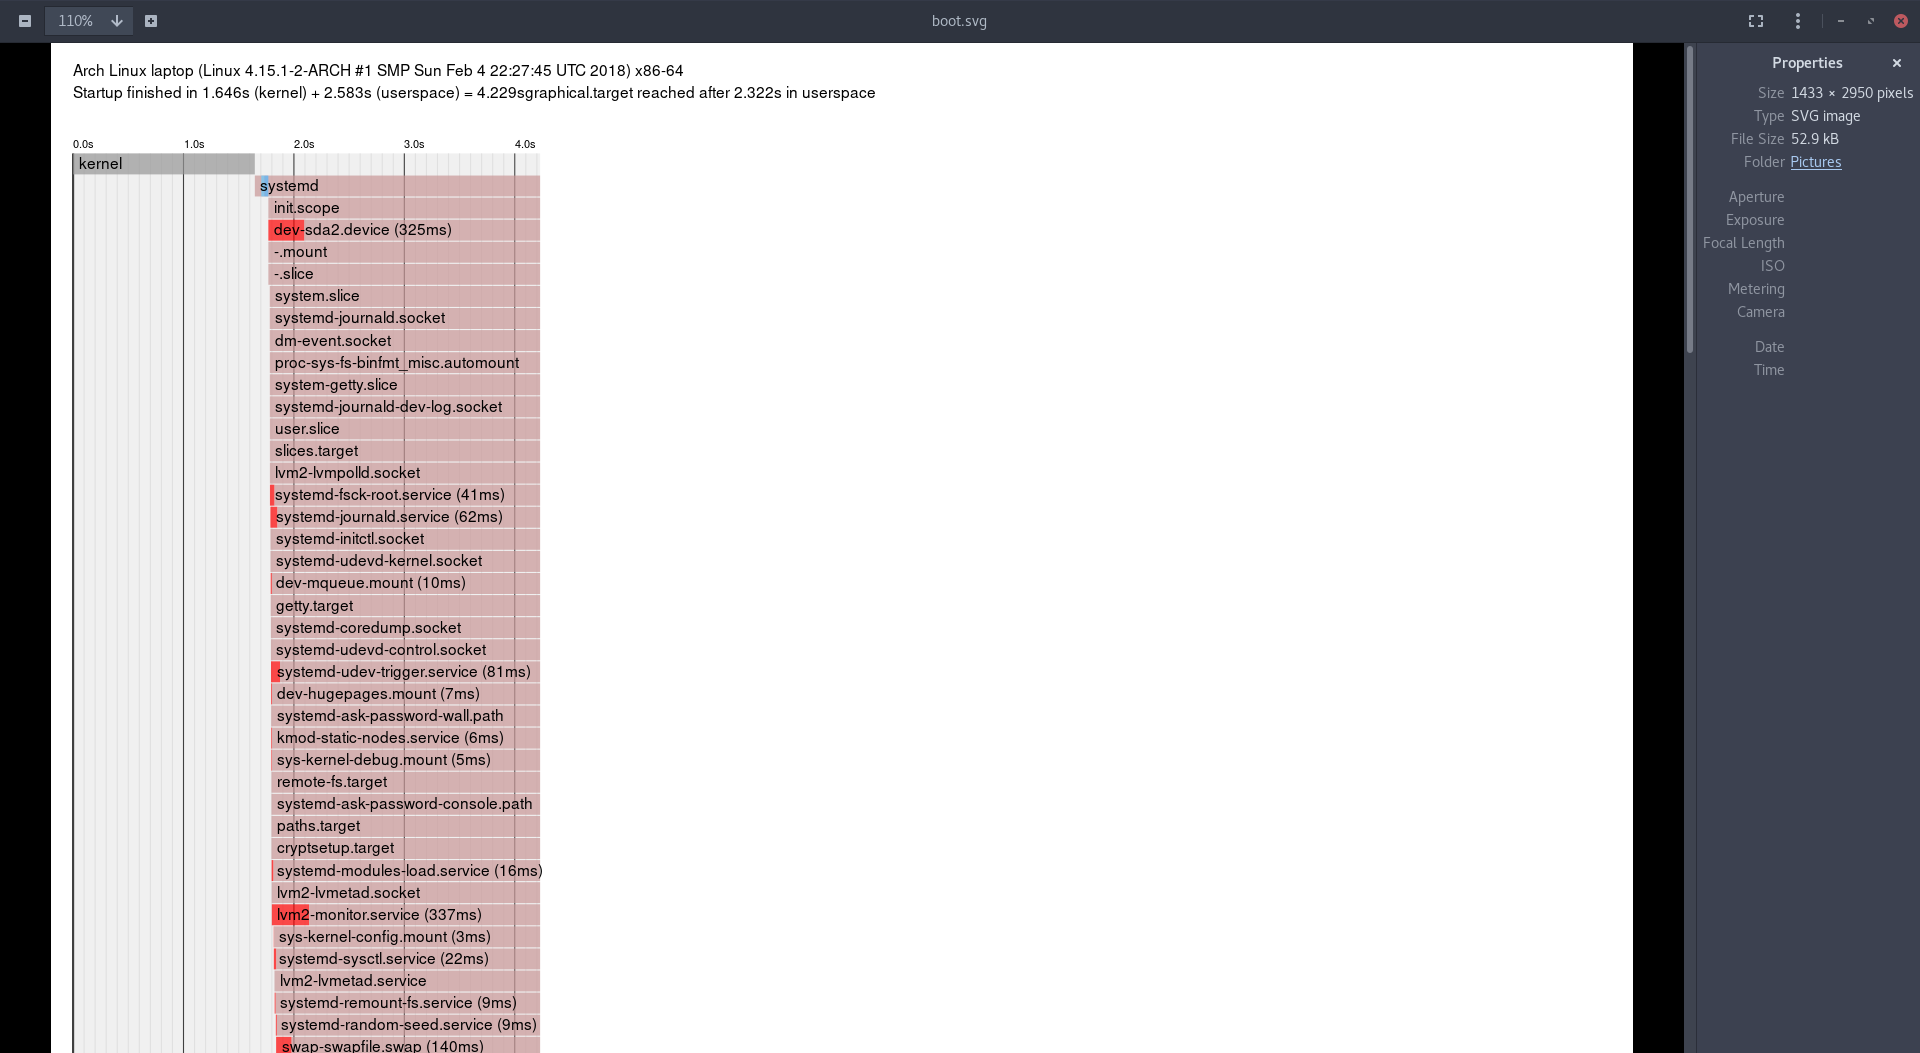 110%
boot.svg
Arch Linux laptop (Linux 4.15.1-2-ARCH #1 SMP Sun Feb 4 22:27:45 UTC 2018) x86-64
Startup finished in 1.646s (kernel) + 2.583s (userspace) = 4.229sgraphical.target reached after 2.322s in userspace
0.0s 1.0s 2.0s 3.0s 4.0s
kernel
systemd
init.scope
dev-sda2.device (325ms)
-.mount
-.slice
system.slice
systemd-journald.socket
dm-event.socket
proc-sys-fs-binfmt_misc.automount
system-getty.slice
systemd-journald-dev-log.socket
user.slice
slices.target
lvm2-lvmpolld.socket
systemd-fsck-root.service (41ms)
systemd-journald.service (62ms)
systemd-initctl.socket
systemd-udevd-kernel.socket
dev-mqueue.mount (10ms)
getty.target
systemd-coredump.socket
systemd-udevd-control.socket
systemd-udev-trigger.service (81ms)
dev-hugepages.mount (7ms)
systemd-ask-password-wall.path
kmod-static-nodes.service (6ms)
sys-kernel-debug.mount (5ms)
remote-fs.target
systemd-ask-password-console.path
paths.target
cryptsetup.target
systemd-modules-load.service (16ms)
lvm2-lvmetad.socket
lvm2-monitor.service (337ms)
sys-kernel-config.mount (3ms)
systemd-sysctl.service (22ms)
lvm2-lvmetad.service
systemd-remount-fs.service (9ms)
systemd-random-seed.service (9ms)
swap-swapfile.swap (140ms)
Properties
Size 1433 × 2950 pixels
Type SVG image
File Size 52.9 kB
Folder Pictures
Aperture
Exposure
Focal Length
ISO
Metering
Camera
Date
Time